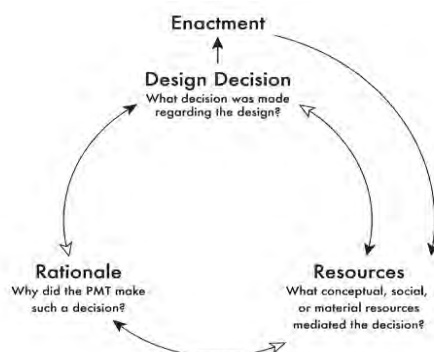 Enactment
Design Decision
What decision was made
regarding the design?
Rationale
Why did the PMT make
such a decision?
Resources
What conceptual, social,
or material resources
mediated the decision?